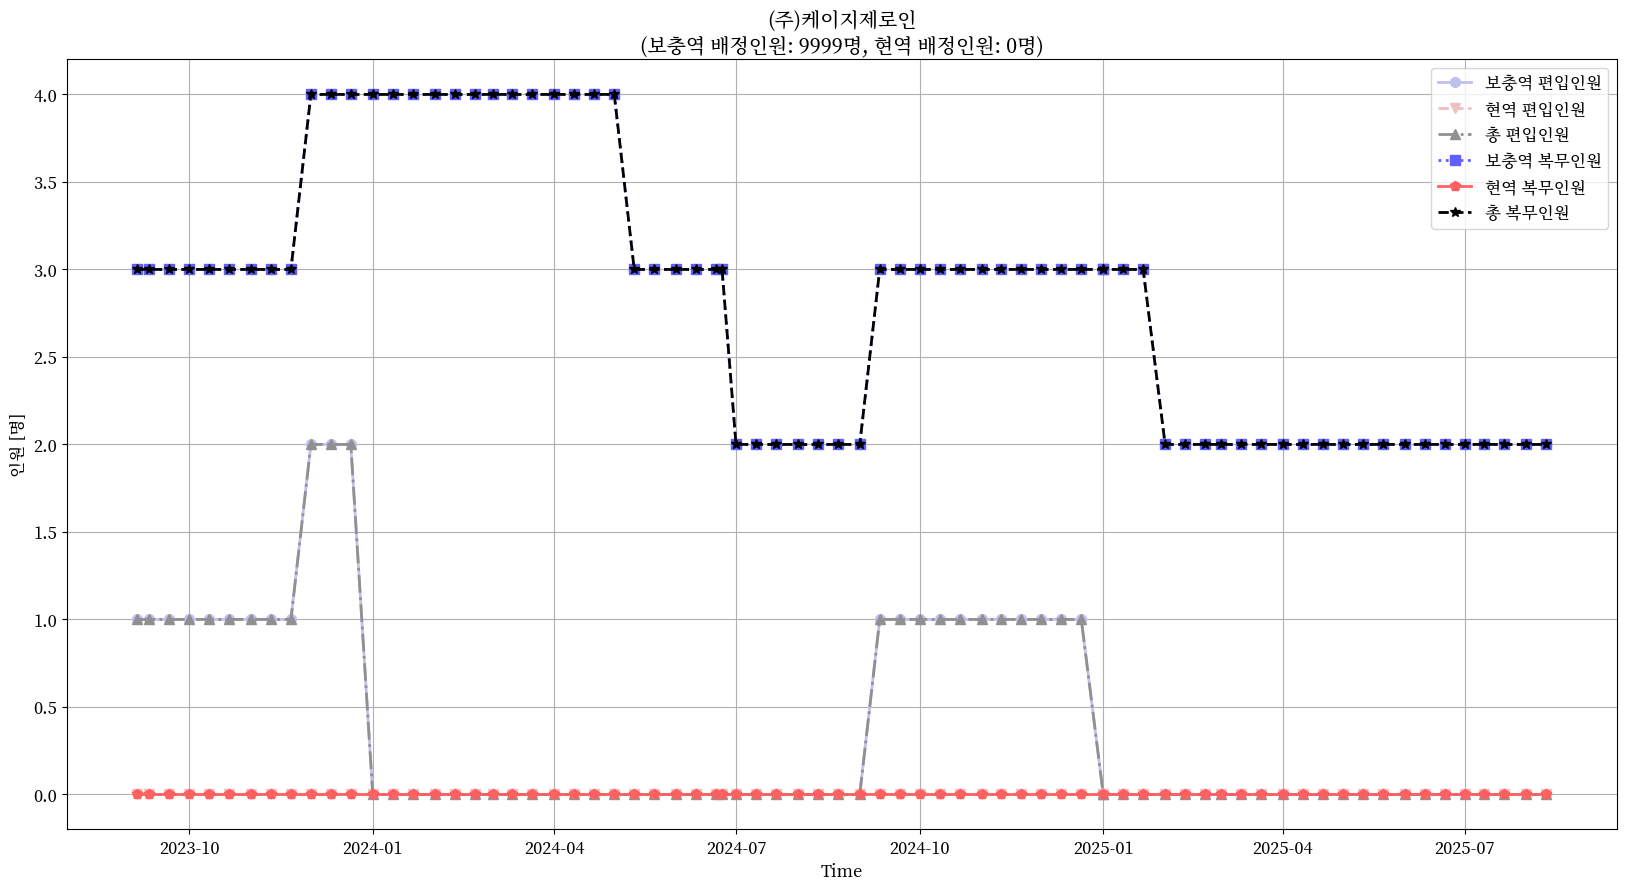 (주)케이지제로인
(보충역 배정인원: 9999명, 현역 배정인원: 0명)
보충역 편입인원
현역 편입인원
총 편입인원
보충역 복무인원
현역 복무인원
총 복무인원
인원 [명]
4.0
3.5
3.0
2.5
2.0
1.5
1.0
0.5
0.0
2023-10
2024-01
2024-04
2024-07
2024-10
2025-01
2025-04
2025-07
Time